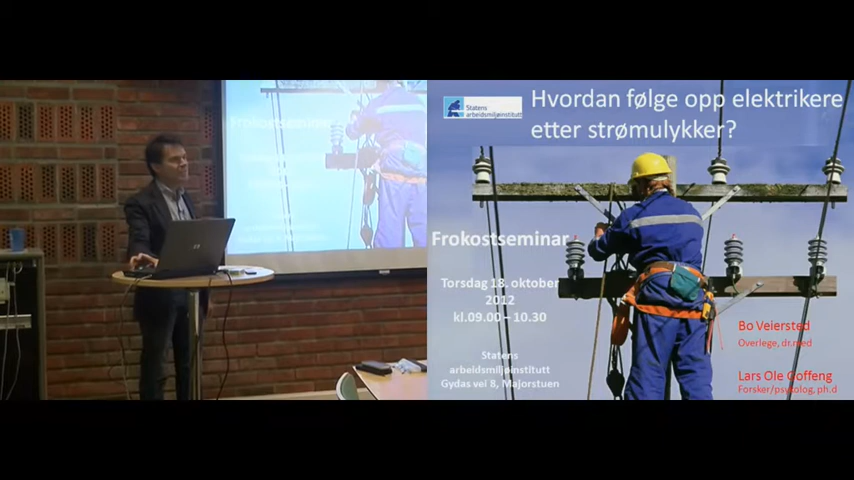 Statens
arbeidsmiljøinstitutt
Hvordan følge opp elektrikere
etter strømulykker?
Frokostseminar
Torsdag 18. oktober
2012
kl.09.00 – 10.30
Statens
arbeidsmiljøinstitutt
Gydas vei 8, Majorstuen
Bo Veiersted
Overlege, dr.med
Lars Ole Goffeng
Forsker/psykolog, ph.d
Frokostseminar